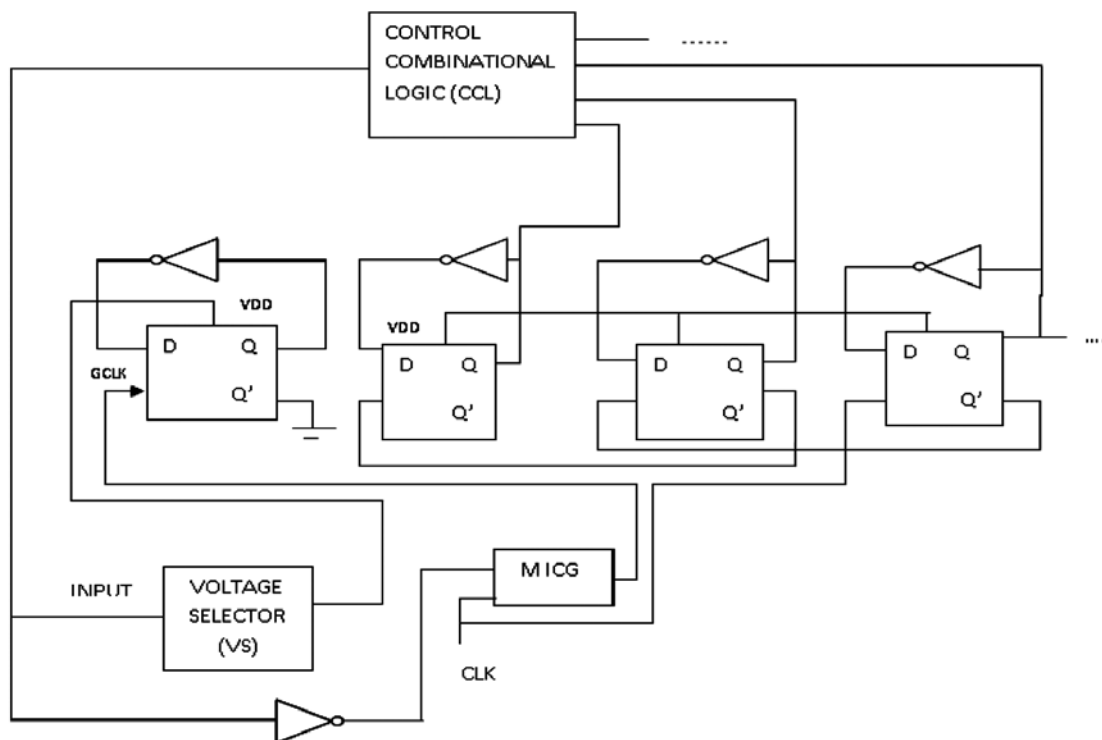 CONTROL
COMBINATIONAL
LOGIC (CCL)
......
VDD
D Q
Q'
GCLK
VDD
D Q
Q'
D Q
Q'
D Q
Q'
...
INPUT
VOLTAGE
SELECTOR
(VS)
MICG
CLK